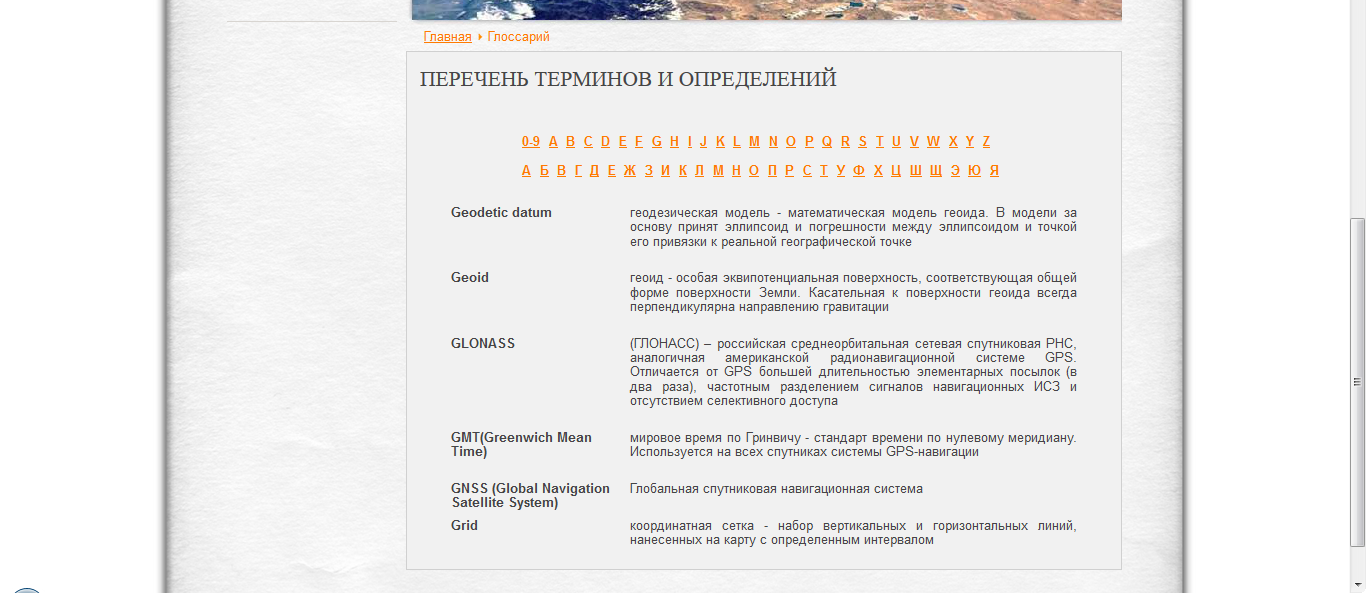 Главная Глоссарий
ПЕРЕЧЕНЬ ТЕРМИНОВ И ОПРЕДЕЛЕНИЙ
0-9 A B C D E F G H I J K L M N O P Q R S T U V W X Y Z
А Б В Г Д Е Ж З И К Л М Н О П Р С Т У Ф Х Ц Ш Щ Э Ю Я
Geodetic datum
геодезическая модель - математическая модель геоида. В модели за
основу принят эллипсоид и погрешности между эллипсоидом и точкой
его привязки к реальной географической точке
Geoid
геоид - особая эквипотенциальная поверхность, соответствующая общей
форме поверхности Земли. Касательная к поверхности геоида всегда
перпендикулярна направлению гравитации
GLONASS
(ГЛОНАСС) – российская среднеорбитальная сетевая спутниковая РНС,
аналогичная американской радионавигационной системе GPS.
Отличается от GPS большей длительностью элементарных посылок (в
два раза), частотным разделением сигналов навигационных ИСЗ и
отсутствием селективного доступа
GMT(Greenwich Mean
Time)
мировое время по Гринвичу - стандарт времени по нулевому меридиану.
Используется на всех спутниках системы GPS-навигации
GNSS (Global Navigation
Satellite System)
Глобальная спутниковая навигационная система
Grid
координатная сетка - набор вертикальных и горизонтальных линий,
нанесенных на карту с определенным интервалом